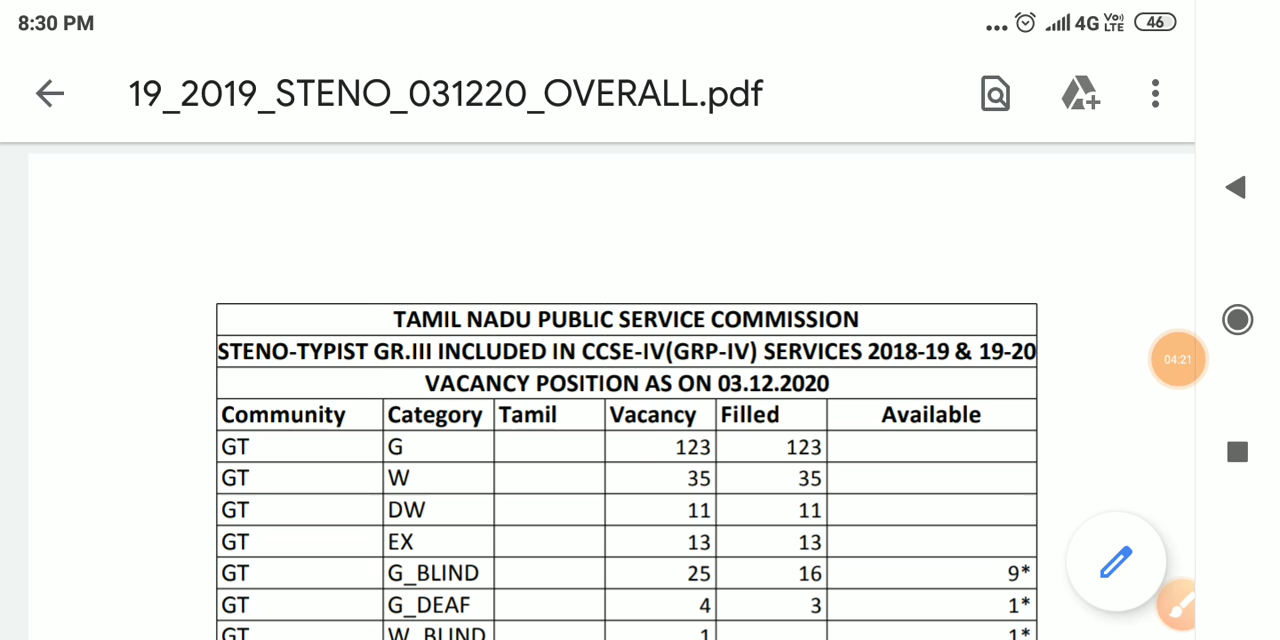 8:30 PM
4G Vo) LTE 46
19_2019_STENO_031220_OVERALL.pdf
TAMIL NADU PUBLIC SERVICE COMMISSION
STENO-TYPIST GR.III INCLUDED IN CCSE-IV(GRP-IV) SERVICES 2018-19 & 19-20
VACANCY POSITION AS ON 03.12.2020
Community Category Tamil Vacancy Filled Available
GT G 123 123
GT W 35 35
GT DW 11 11
GT EX 13 13
GT G_BLIND 25 16 9*
GT G_DEAF 4 3 1*
GT W_BLIND 1 1*
04:21